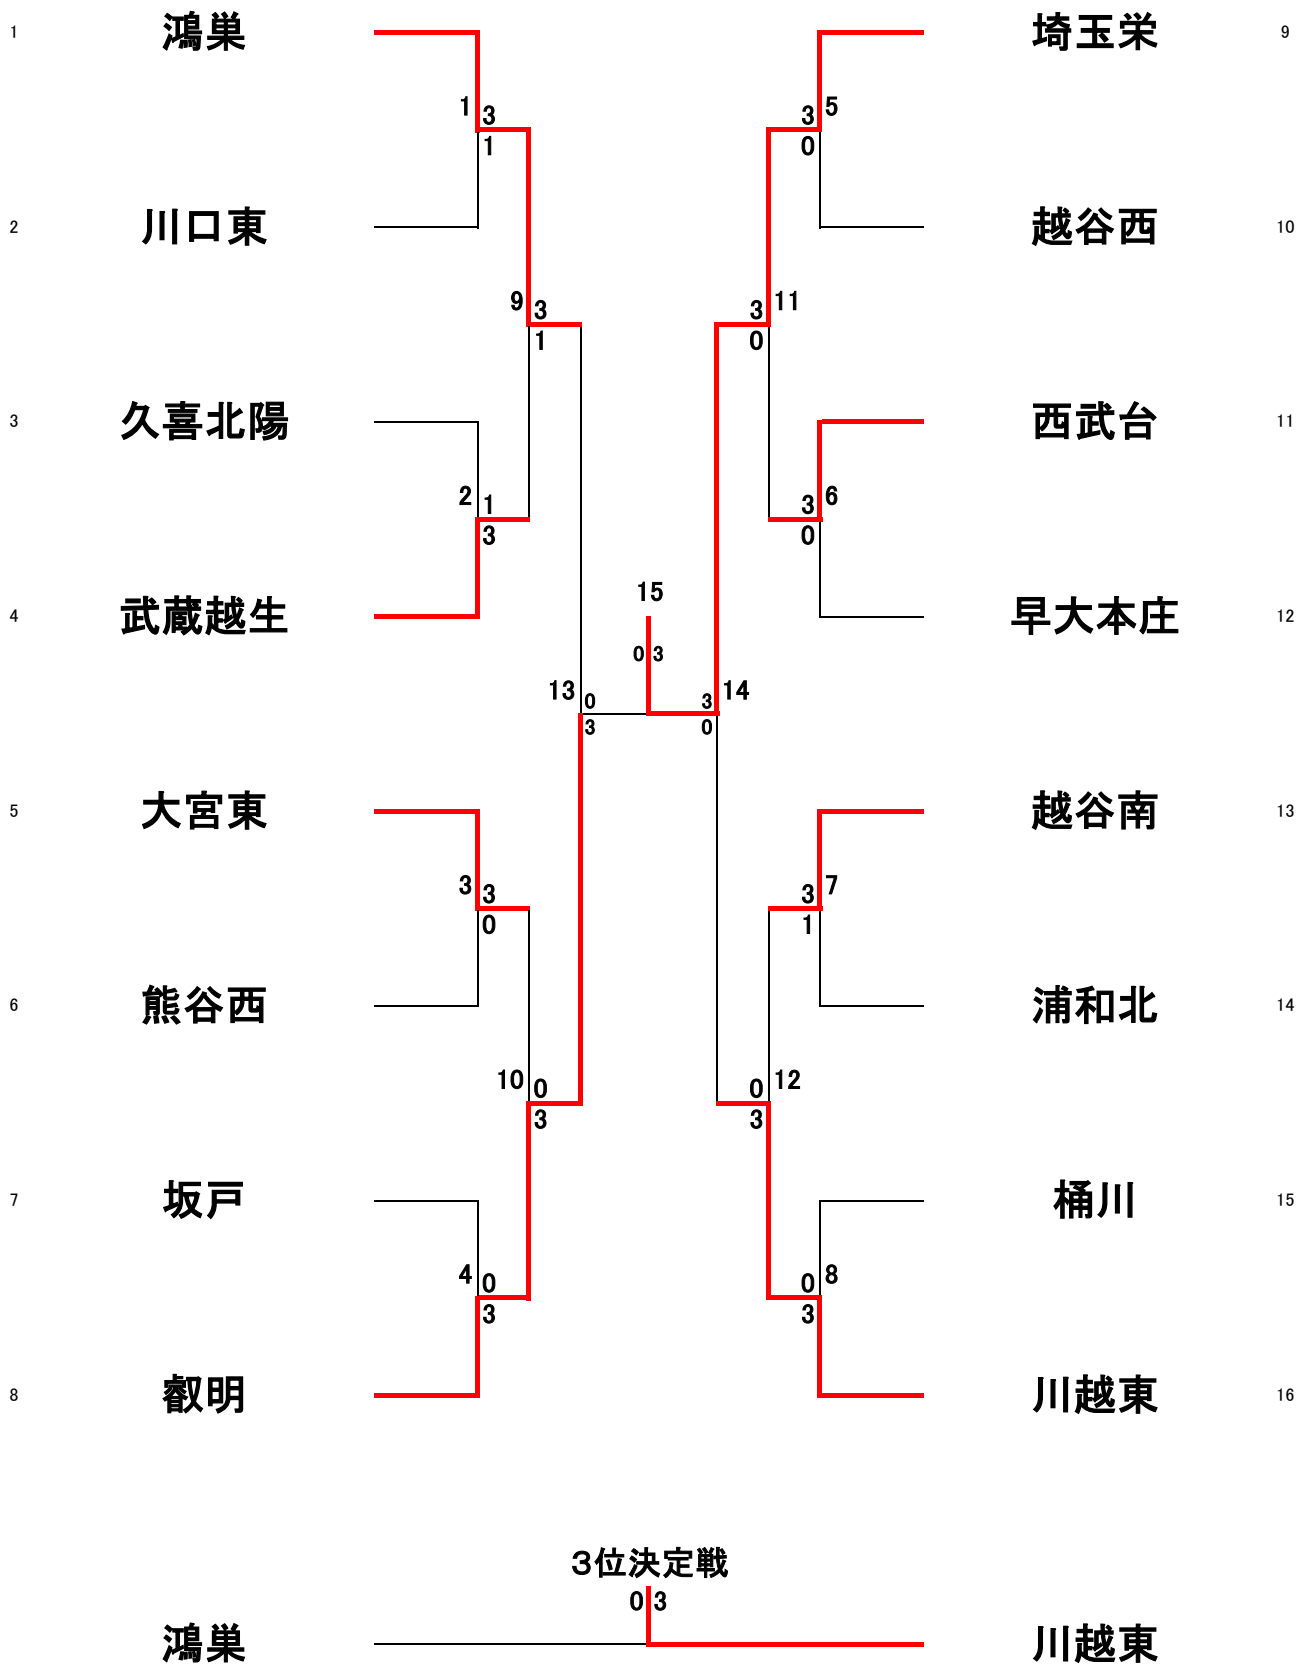 1 鴻巣 埼玉栄 9
1 3 3 5
1 0
2 川口東 越谷西 10
9 3 3 11
1 0
3 久喜北陽 西武台 11
2 1 3 6
3 0
15
4 武蔵越生 早大本庄 12
0 3
13 0 3 14
3 0
5 大宮東 越谷南 13
3 3 3 7
0 1
6 熊谷西 浦和北 14
10 0 0 12
3 3
7 坂戸 桶川 15
4 0 0 8
3 3
8 叡明 川越東 16
3位決定戦
0 3
鴻巣 川越東